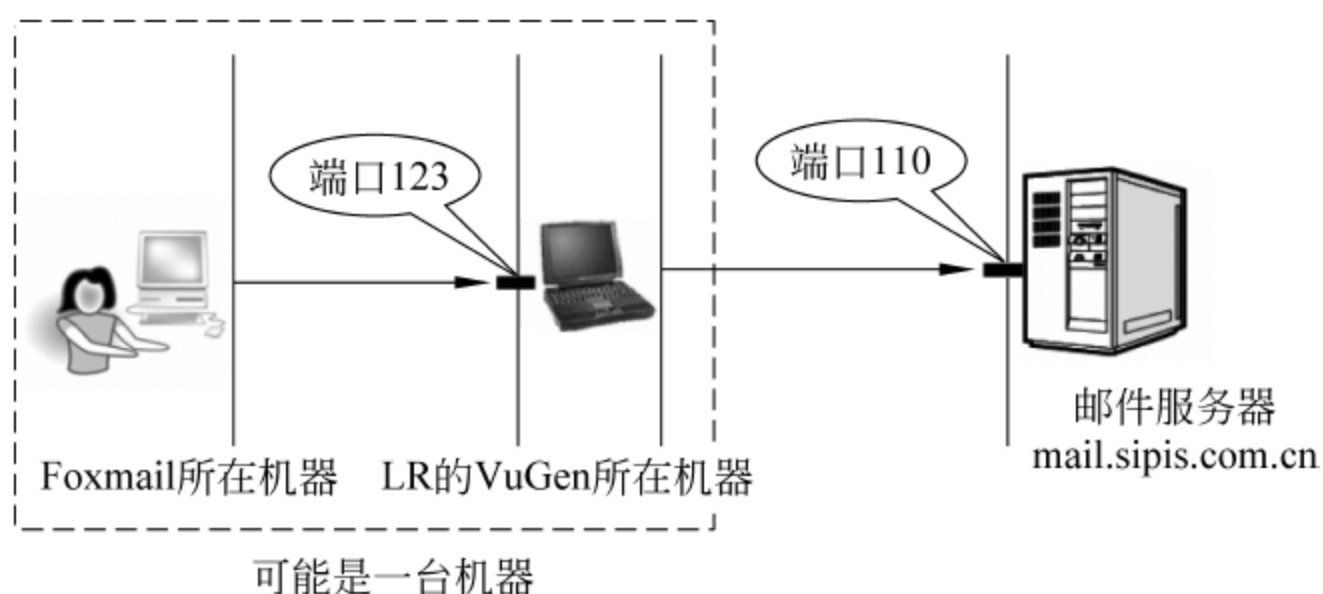 端口123
端口110
邮件服务器
mail.sipis.com.cn
Foxmail所在机器
LR的VuGen所在机器
可能是一台机器